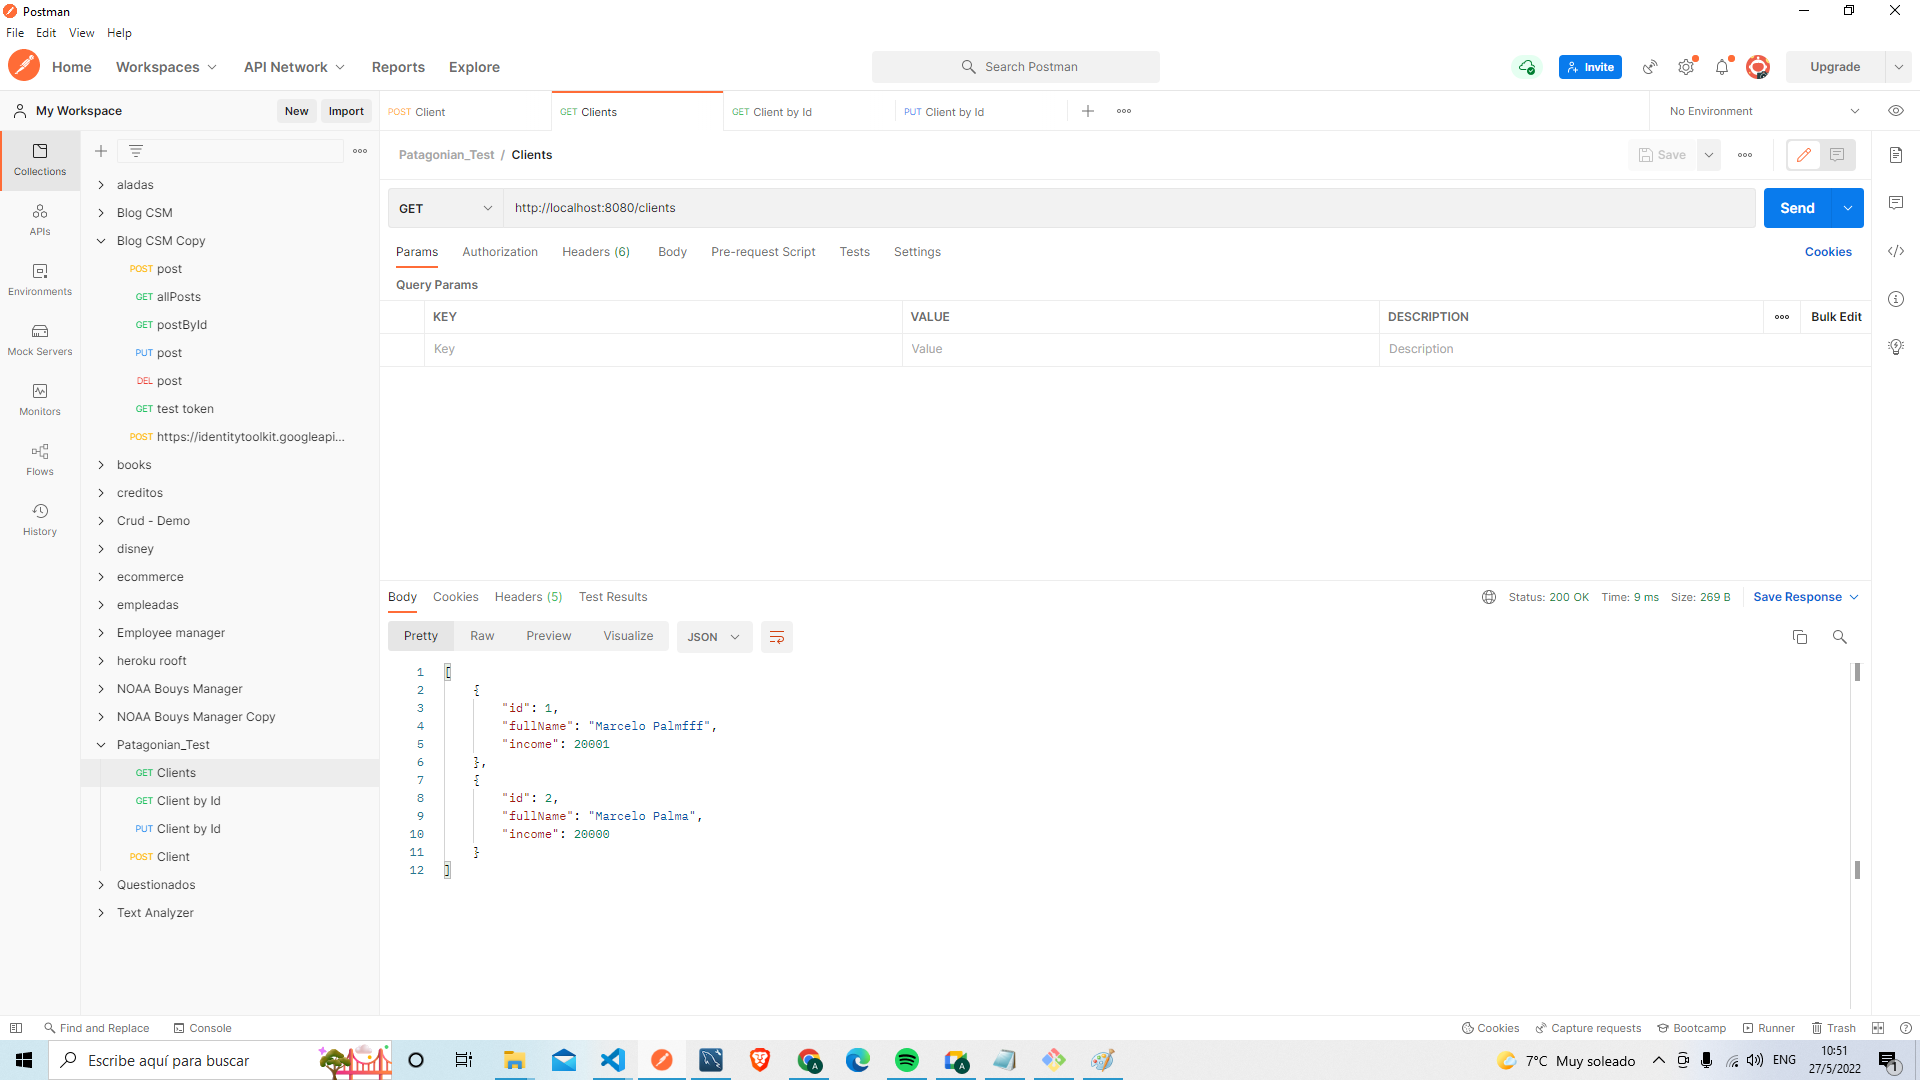 Postman
File Edit View Help
Home Workspaces API Network Reports Explore Search Postman Invite Upgrade
My Workspace New Import
POST Client GET Clients GET Client by Id PUT Client by Id No Environment
Patagonian_Test / Clients Save
GET http://localhost:8080/clients Send
Params Authorization Headers (6) Body Pre-request Script Tests Settings Cookies
Query Params
KEY VALUE DESCRIPTION Bulk Edit
Key Value Description
Collections
APIs
Environments
Mock Servers
Monitors
Flows
History
aladas
Blog CSM
Blog CSM Copy
POST post
GET allPosts
GET postById
PUT post
DEL post
GET test token
POST https://identitytoolkit.googleapi...
books
creditos
Crud - Demo
disney
ecommerce
empleadas
Employee manager
heroku rooft
NOAA Bouys Manager
NOAA Bouys Manager Copy
Patagonian_Test
GET Clients
GET Client by Id
PUT Client by Id
POST Client
Questionados
Text Analyzer
Body Cookies Headers (5) Test Results Status: 200 OK Time: 9 ms Size: 269 B Save Response
Pretty Raw Preview Visualize JSON
1 [
2 {
3 "id": 1,
4 "fullName": "Marcelo Palmfff",
5 "income": 20001
6 },
7 {
8 "id": 2,
9 "fullName": "Marcelo Palma",
10 "income": 20000
11 }
12 ]
Find and Replace Console Cookies Capture requests Bootcamp Runner Trash
Escribe aquí para buscar 7°C Muy soleado ENG 10:51
27/5/2022 1